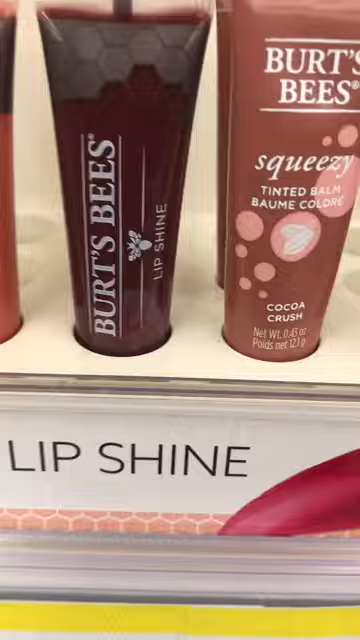 BURT'S BEES®
LIP SHINE
BURT'S
BEES®
squeezy
TINTED BALM
BAUME COLORÉ
COCOA
CRUSH
Net Wt. 0.43 oz
Poids net 12.1 g
LIP SHINE